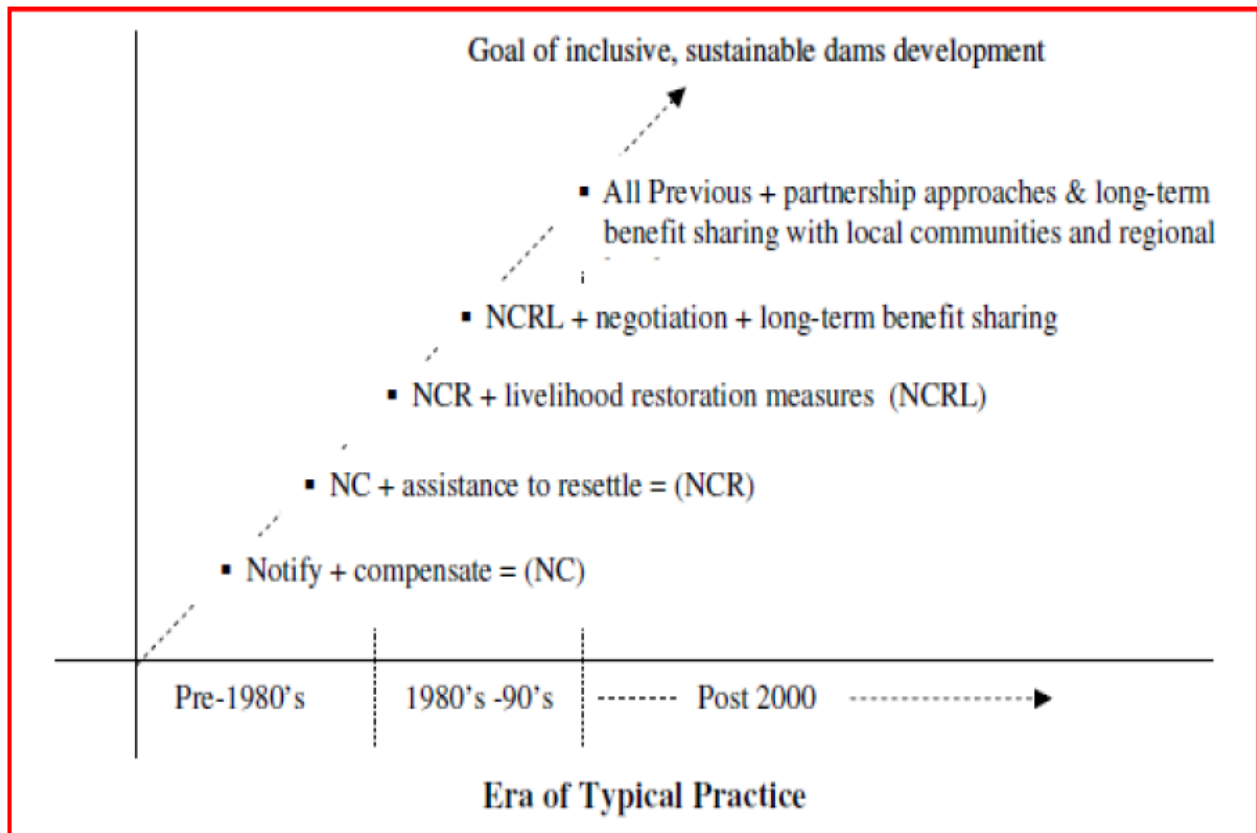 Goal of inclusive, sustainable dams development
▪ All Previous + partnership approaches & long-term
benefit sharing with local communities and regional
▪ NCRL + negotiation + long-term benefit sharing
▪ NCR + livelihood restoration measures (NCRL)
▪ NC + assistance to resettle = (NCR)
▪ Notify + compensate = (NC)
Pre-1980's 1980's -90's Post 2000
Era of Typical Practice